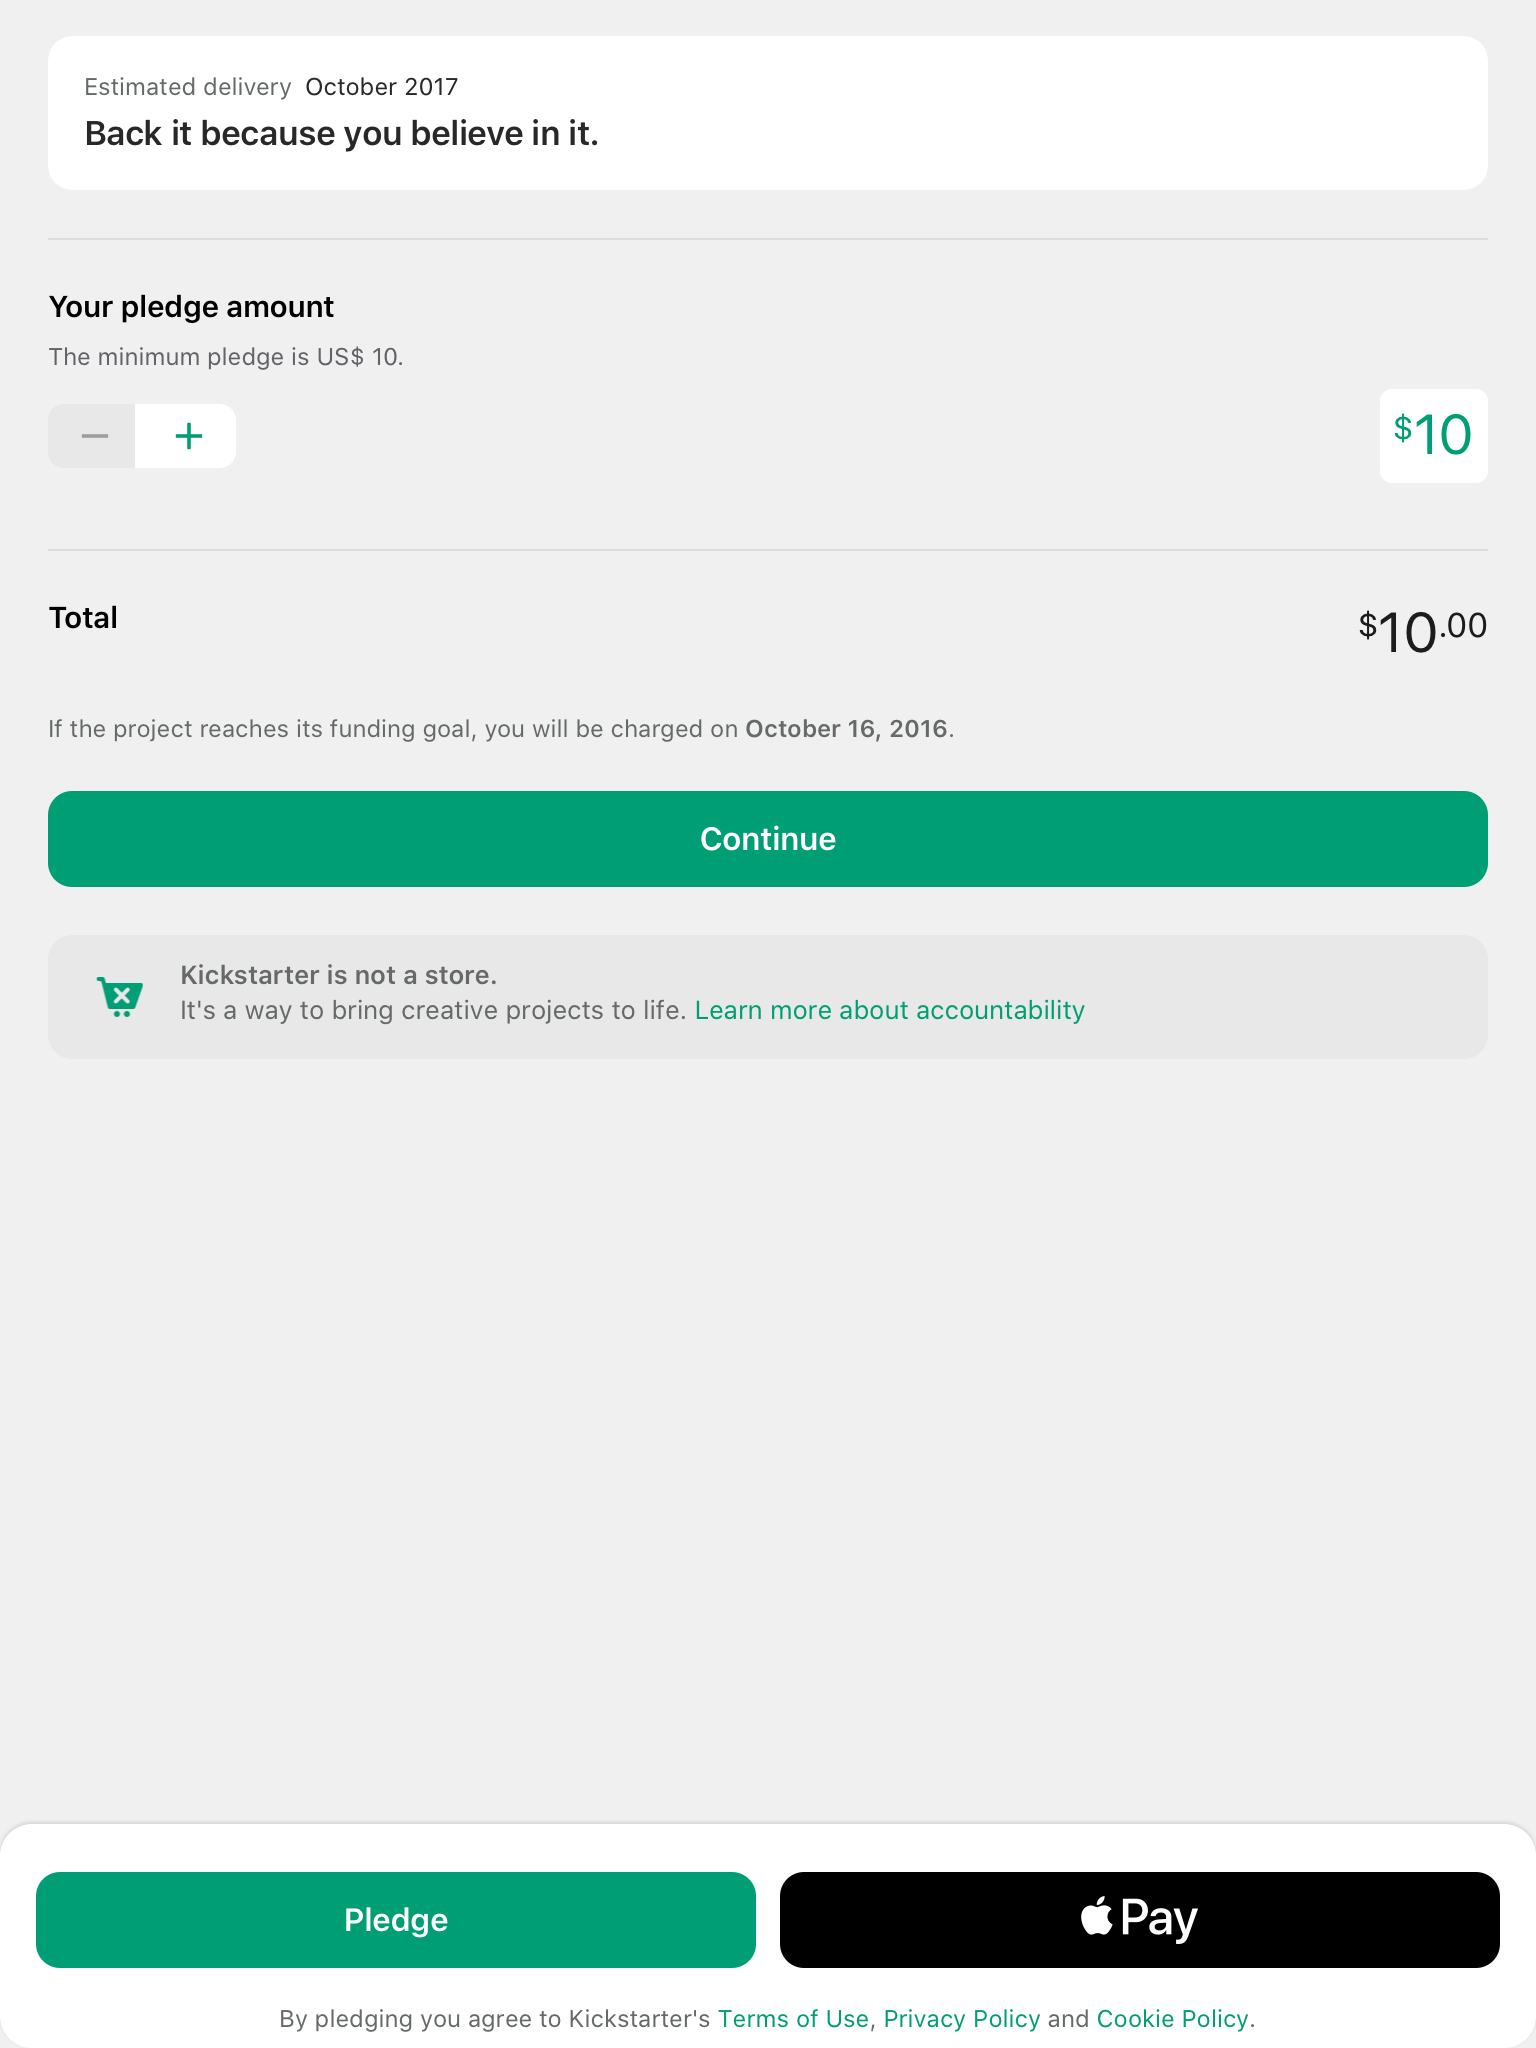 Estimated delivery October 2017
Back it because you believe in it.
Your pledge amount
The minimum pledge is US$ 10.
$10
Total
$10.00
If the project reaches its funding goal, you will be charged on October 16, 2016.
Continue
Kickstarter is not a store.
It's a way to bring creative projects to life. Learn more about accountability
Pledge
Pay
By pledging you agree to Kickstarter's Terms of Use, Privacy Policy and Cookie Policy.